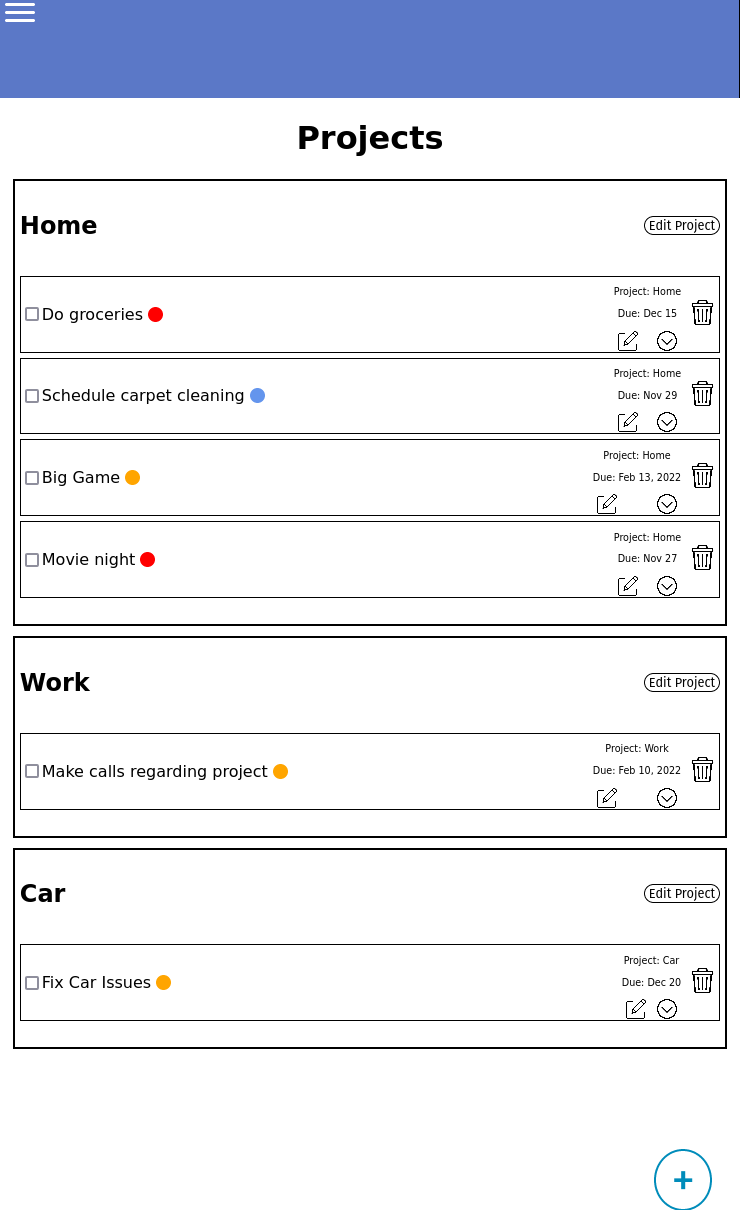 Projects
Home
Edit Project
Do groceries
Project: Home
Due: Dec 15
Schedule carpet cleaning
Project: Home
Due: Nov 29
Big Game
Project: Home
Due: Feb 13, 2022
Movie night
Project: Home
Due: Nov 27
Work
Edit Project
Make calls regarding project
Project: Work
Due: Feb 10, 2022
Car
Edit Project
Fix Car Issues
Project: Car
Due: Dec 20
+